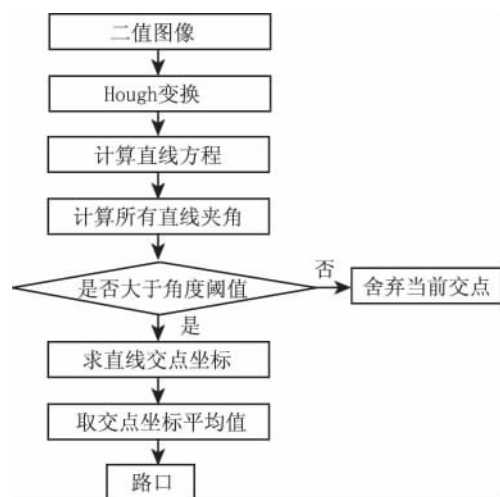 二值图像
Hough变换
计算直线方程
计算所有直线夹角
是否大于角度阈值
否
舍弃当前交点
是
求直线交点坐标
取交点坐标平均值
路口